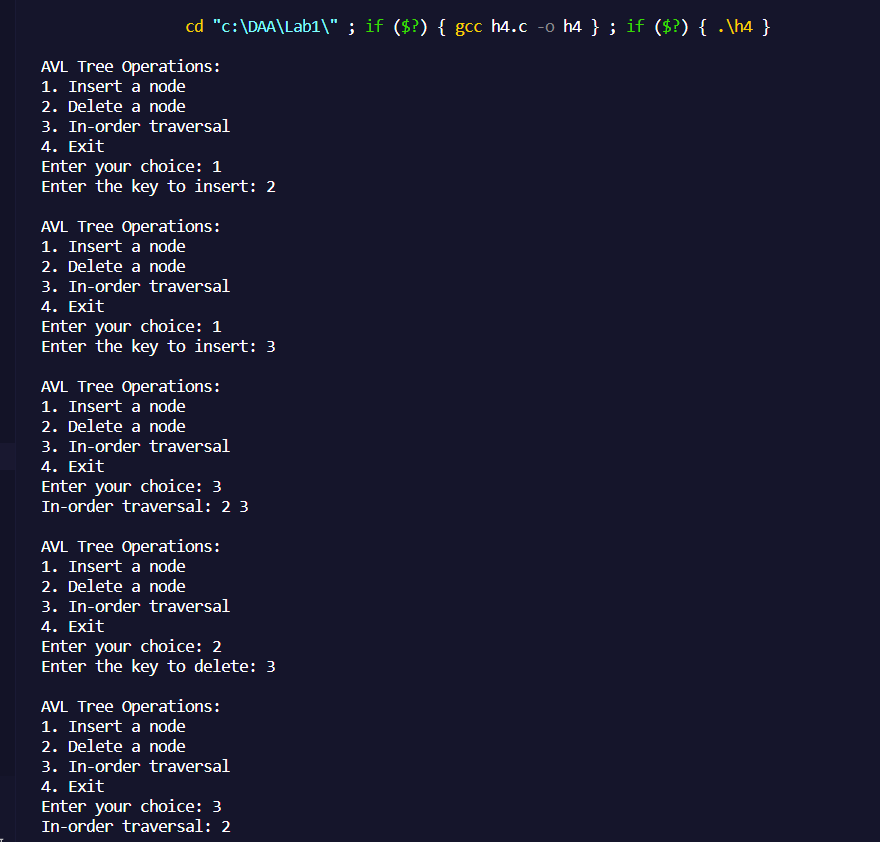 cd "c:\DAA\Lab1\" ; if ($?) { gcc h4.c -o h4 } ; if ($?) { .\h4 }
AVL Tree Operations:
1. Insert a node
2. Delete a node
3. In-order traversal
4. Exit
Enter your choice: 1
Enter the key to insert: 2
AVL Tree Operations:
1. Insert a node
2. Delete a node
3. In-order traversal
4. Exit
Enter your choice: 1
Enter the key to insert: 3
AVL Tree Operations:
1. Insert a node
2. Delete a node
3. In-order traversal
4. Exit
Enter your choice: 3
In-order traversal: 2 3
AVL Tree Operations:
1. Insert a node
2. Delete a node
3. In-order traversal
4. Exit
Enter your choice: 2
Enter the key to delete: 3
AVL Tree Operations:
1. Insert a node
2. Delete a node
3. In-order traversal
4. Exit
Enter your choice: 3
In-order traversal: 2